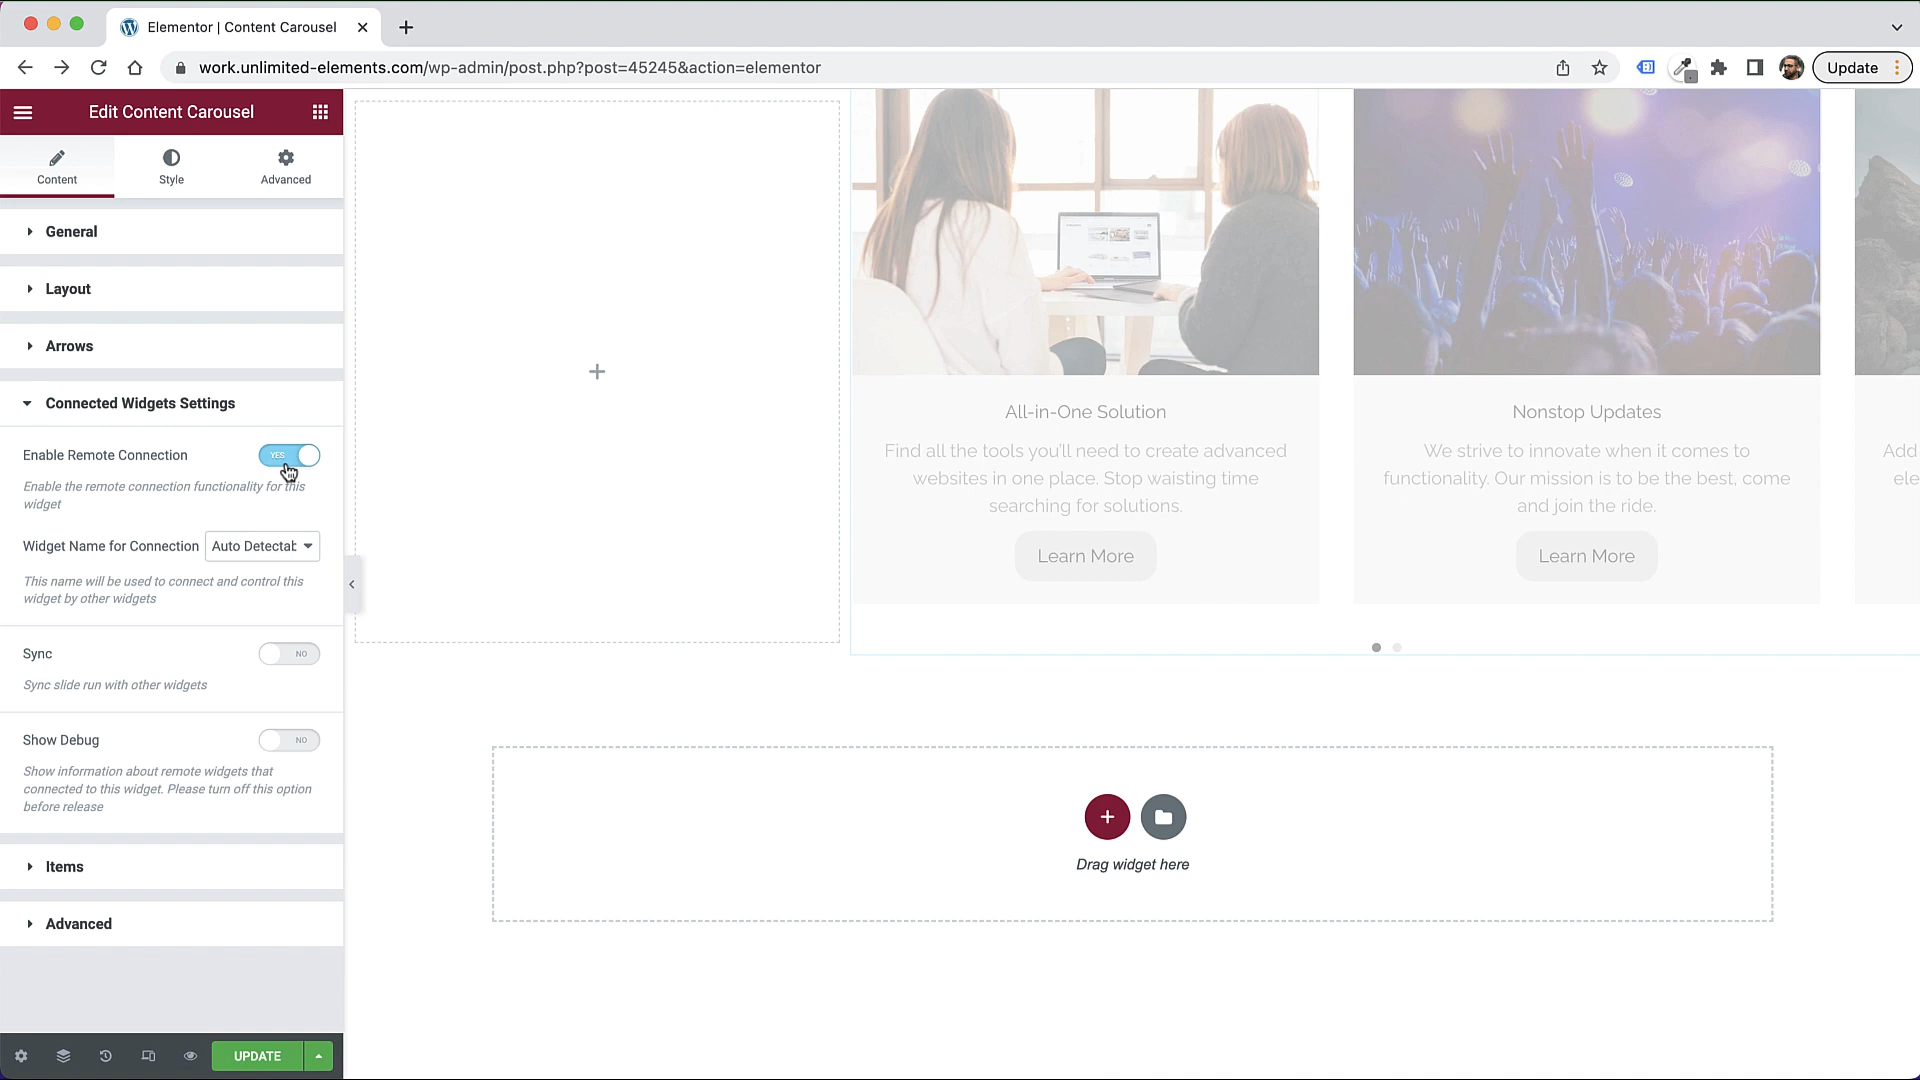 Elementor | Content Carousel
work.unlimited-elements.com/wp-admin/post.php?post=45245&action=elementor
Update
Edit Content Carousel
Content
Style
Advanced
General
Layout
Arrows
Connected Widgets Settings
Enable Remote Connection
YES
Enable the remote connection functionality for this
widget
Widget Name for Connection
Auto Detectab
This name will be used to connect and control this
widget by other widgets
Sync
NO
Sync slide run with other widgets
Show Debug
NO
Show information about remote widgets that
connected to this widget. Please turn off this option
before release
Items
Advanced
UPDATE
All-in-One Solution
Find all the tools you'll need to create advanced
websites in one place. Stop waisting time
searching for solutions.
Learn More
Nonstop Updates
We strive to innovate when it comes to
functionality. Our mission is to be the best, come
and join the ride.
Learn More
Add
ele
Drag widget here